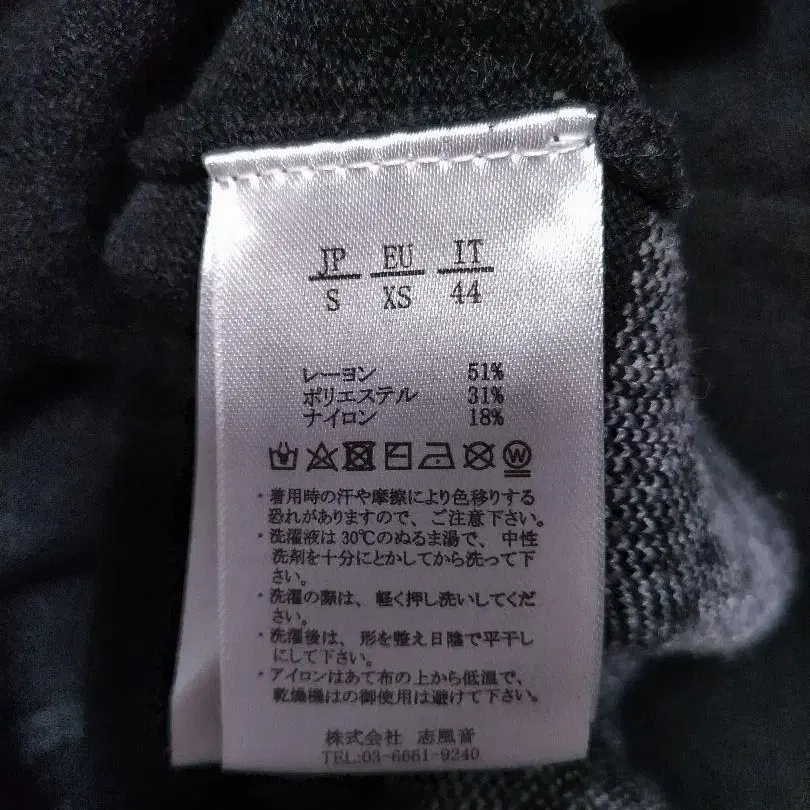 JP EU IT
S XS 44
レーヨン 51%
ポリエステル 31%
ナイロン 18%
W
・着用時の汗や摩擦により色移りする
恐れがありますので、ご注意下さい。
・洗濯液は30℃のぬるま湯で、中性
洗剤を十分にとかしてから洗って下
さい。
・洗濯の際は、軽く押し洗いしてくだ
さい。
・洗濯後は、形を整え日陰で平干し
にして下さい。
・アイロンはあて布の上から低温で、
乾燥機はの御使用は避けて下さい。
株式会社 志風音
TEL:03-6661-9240